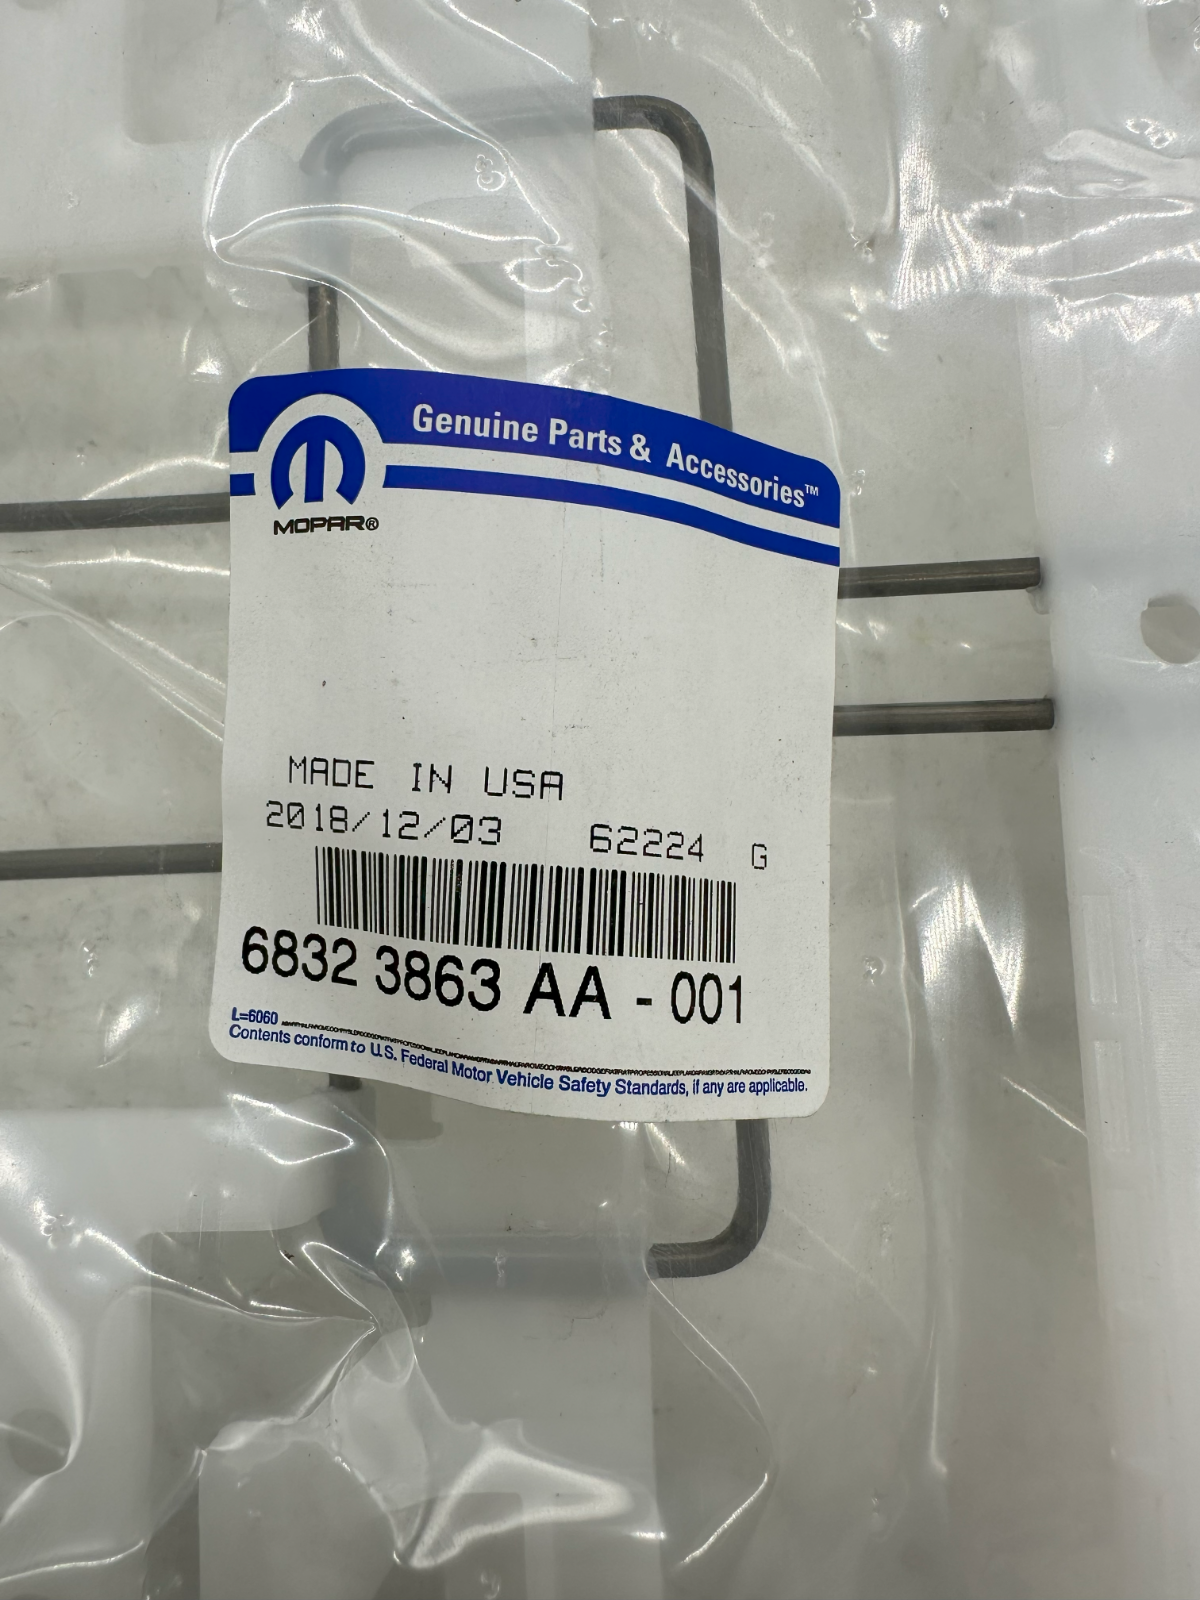 Genuine Parts & Accessories™
MOPAR®
MADE IN USA
2018/12/03 62224 G
6832 3863 AA - 001
L=6060
Contents conform to U.S. Federal Motor Vehicle Safety Standards, if any are applicable.